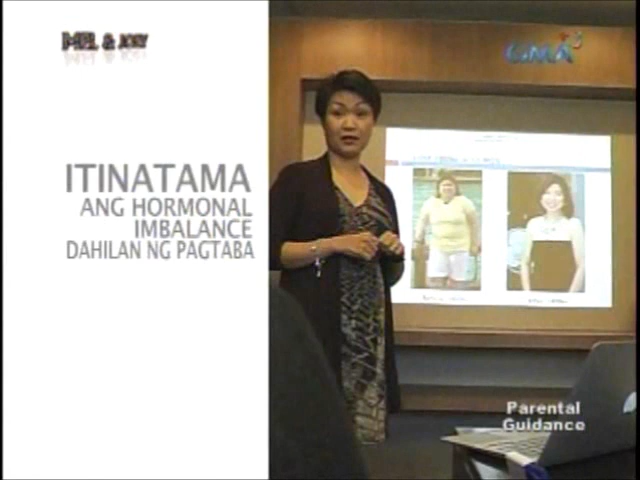 MEL & JOEY
GMA
ITINATAMA
ANG HORMONAL
IMBALANCE
DAHILAN NG PAGTABA
Parental
Guidance